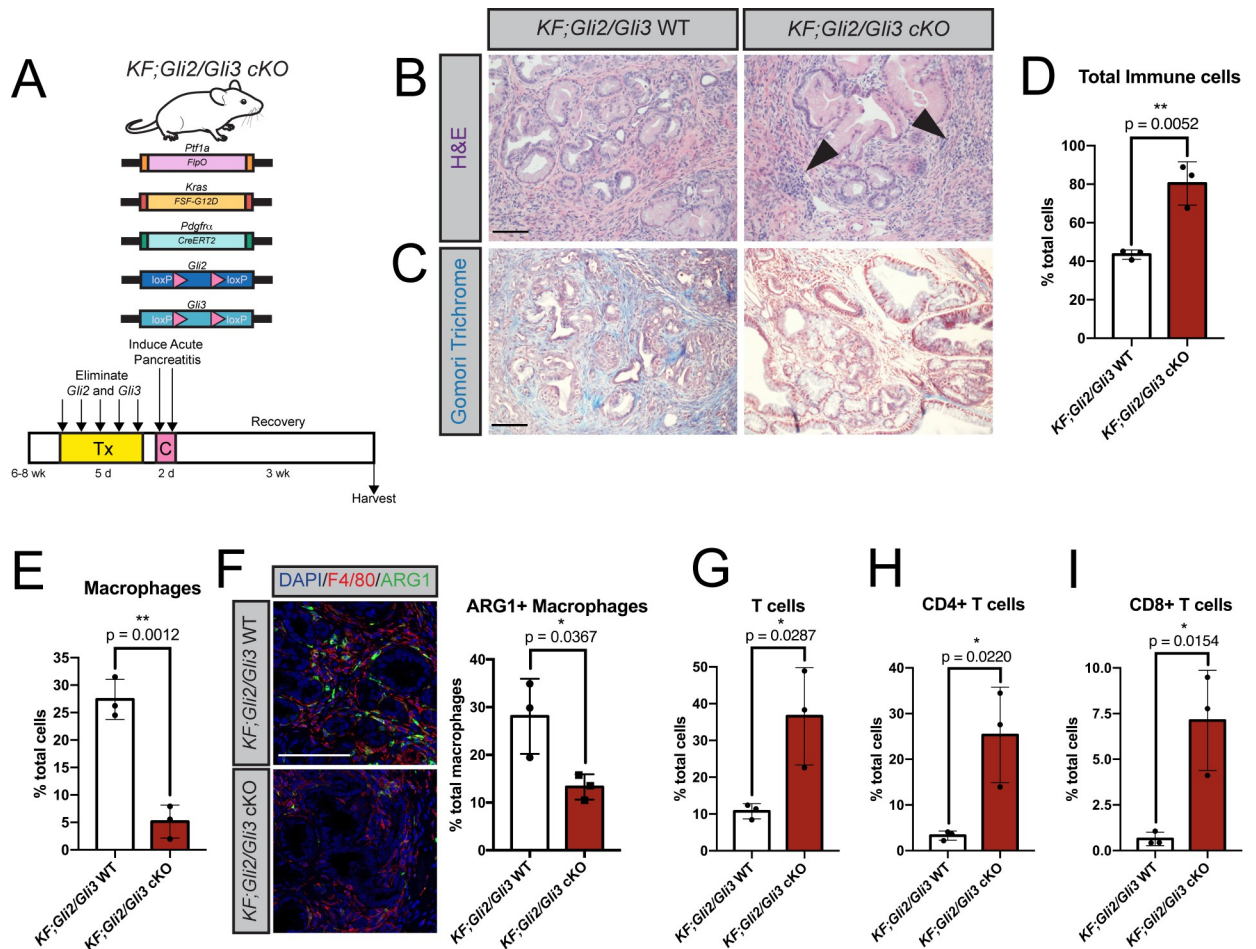 A
KF;Gli2/Gli3 cKO
Ptf1a
FlpO
Kras
FSF-G12D
Pdgfrα
CreERT2
Gli2
loxP loxP
Gli3
loxP loxP
Induce Acute
Pancreatitis
Eliminate
Gli2 and Gli3
Recovery
Tx C
6-8 wk 5 d 2 d 3 wk
Harvest
KF;Gli2/Gli3 WT KF;Gli2/Gli3 cKO
B
H&E
C
Gomori Trichrome
D
Total Immune cells
**
p = 0.0052
% total cells
100
80
60
40
20
0
KF;Gli2/Gli3 WT
KF;Gli2/Gli3 cKO
E
Macrophages
**
p = 0.0012
% total cells
35
30
25
20
15
10
5
0
KF;Gli2/Gli3 WT
KF;Gli2/Gli3 cKO
F
DAPI/F4/80/ARG1
KF;Gli2/Gli3 WT
KF;Gli2/Gli3 cKO
ARG1+ Macrophages
*
p = 0.0367
% total macrophages
40
30
20
10
0
KF;Gli2/Gli3 WT
KF;Gli2/Gli3 cKO
G
T cells
*
p = 0.0287
% total cells
50
40
30
20
10
0
KF;Gli2/Gli3 WT
KF;Gli2/Gli3 cKO
H
CD4+ T cells
*
p = 0.0220
% total cells
40
30
20
10
0
KF;Gli2/Gli3 WT
KF;Gli2/Gli3 cKO
I
CD8+ T cells
*
p = 0.0154
% total cells
10.0
7.5
5.0
2.5
0.0
KF;Gli2/Gli3 WT
KF;Gli2/Gli3 cKO